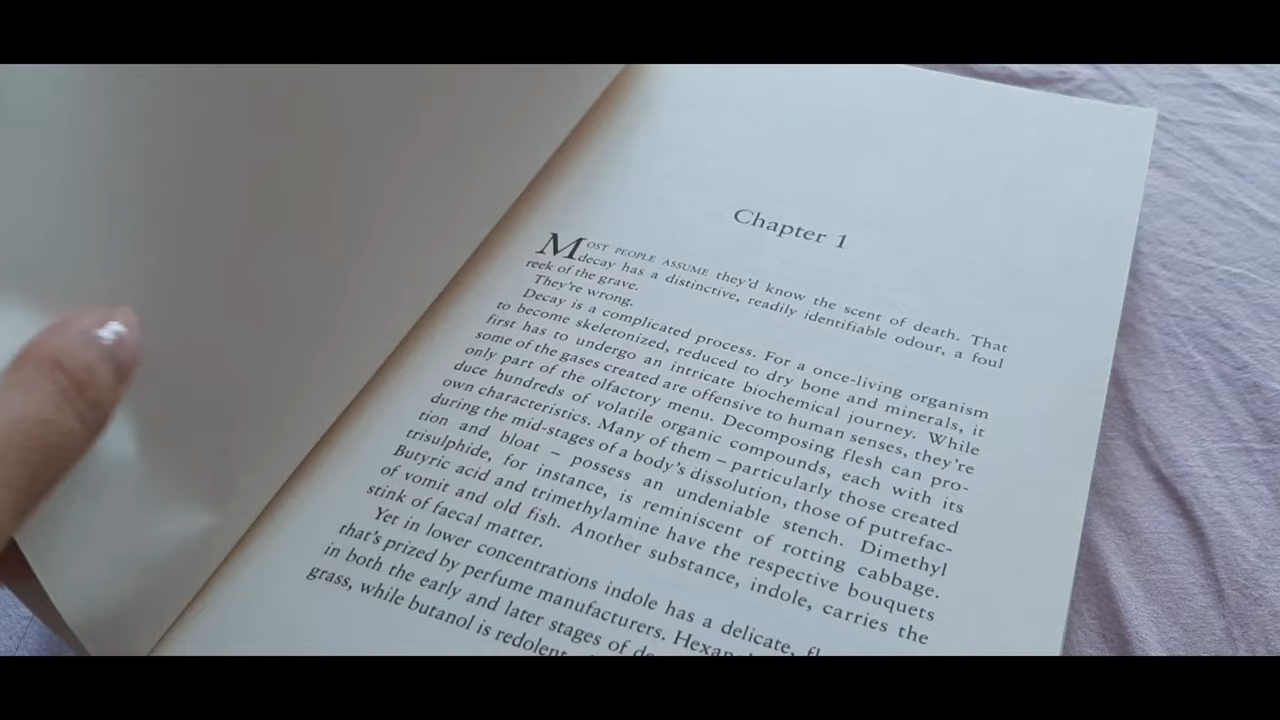 Chapter 1
MOST PEOPLE ASSUME they'd know the scent of death. That
decay has a distinctive, readily identifiable odour, a foul
reek of the grave.
They're wrong.
Decay is a complicated process. For a once-living organism
to become skeletonized, reduced to dry bone and minerals, it
first has to undergo an intricate biochemical journey. While
some of the gases created are offensive to human senses, they're
only part of the olfactory menu. Decomposing flesh can pro-
duce hundreds of volatile organic compounds, each with its
own characteristics. Many of them – particularly those created
during the mid-stages of a body's dissolution, those of putrefac-
tion and bloat – possess an undeniable stench. Dimethyl
trisulphide, for instance, is reminiscent of rotting cabbage.
Butyric acid and trimethylamine have the respective bouquets
of vomit and old fish. Another substance, indole, carries the
stink of faecal matter.
Yet in lower concentrations indole has a delicate,
that's prized by perfume manufacturers.
in both the early and later stages of
grass, while butanol is redolent